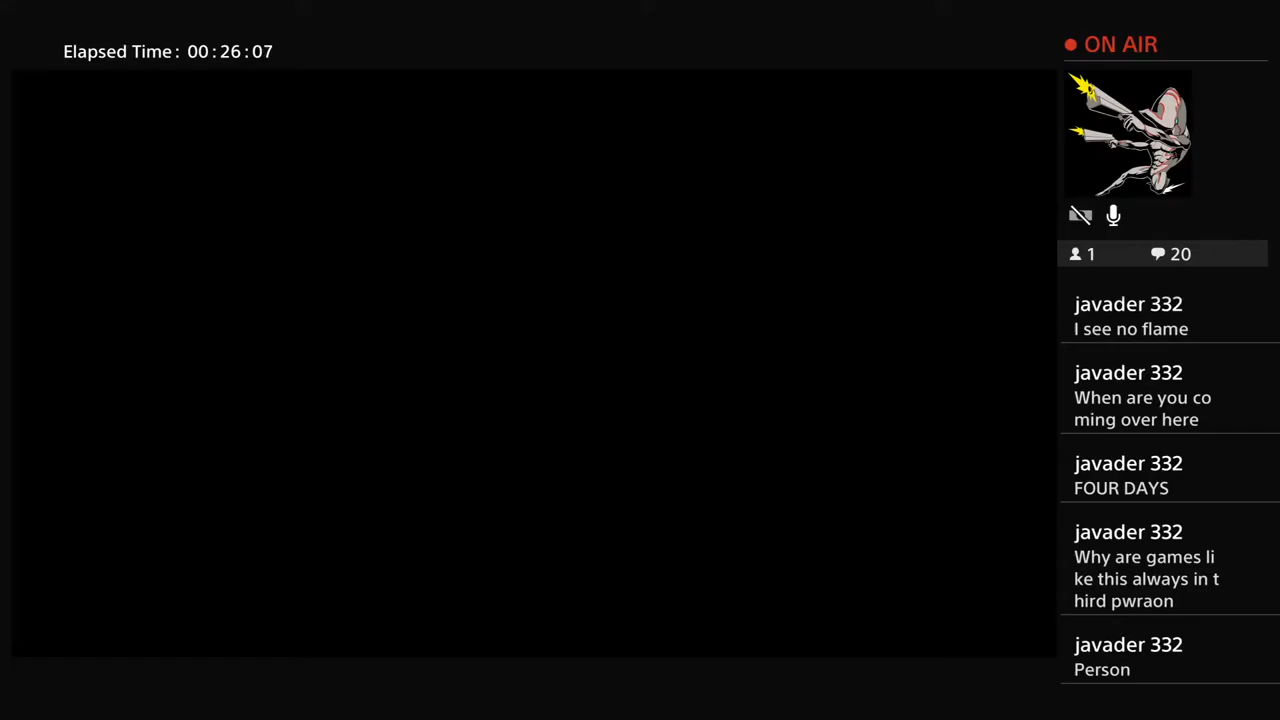 Elapsed Time: 00:26:07
ON AIR
1 20
javader 332
I see no flame
javader 332
When are you co
ming over here
javader 332
FOUR DAYS
javader 332
Why are games li
ke this always in t
hird pwraon
javader 332
Person